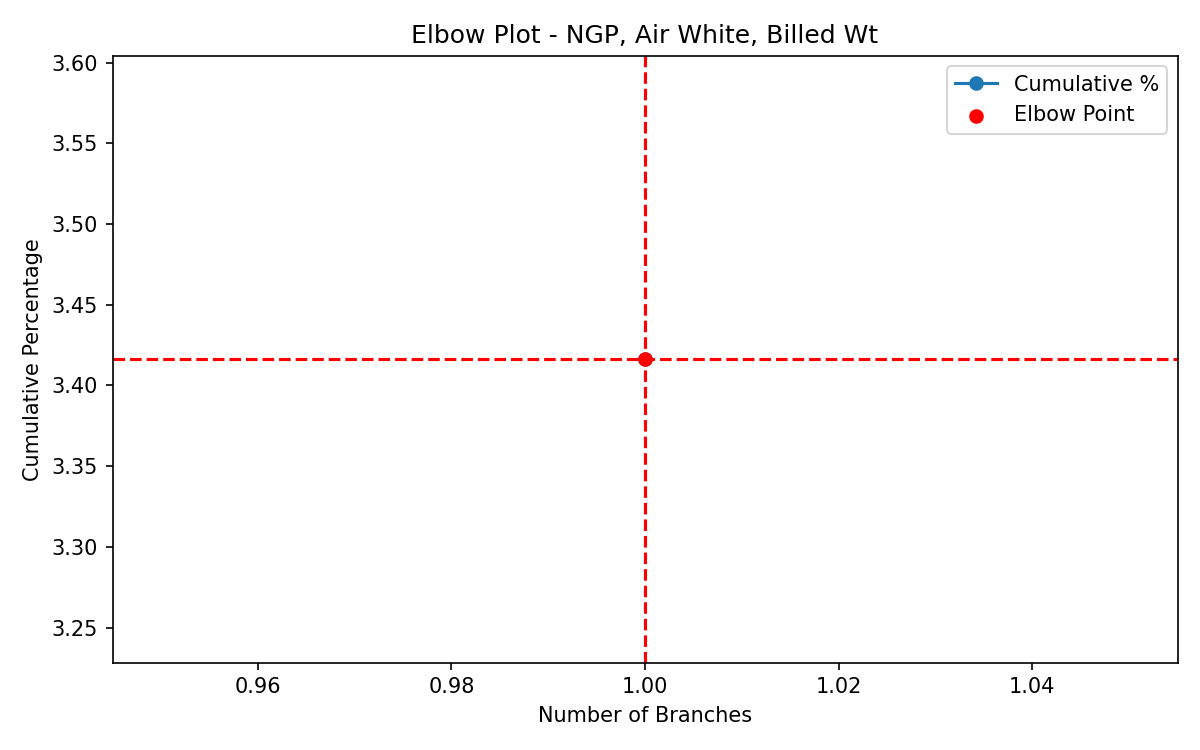 Elbow Plot - NGP, Air White, Billed Wt
Cumulative %
Elbow Point
3.60
3.55
3.50
3.45
3.40
3.35
3.30
3.25
Cumulative Percentage
0.96 0.98 1.00 1.02 1.04
Number of Branches